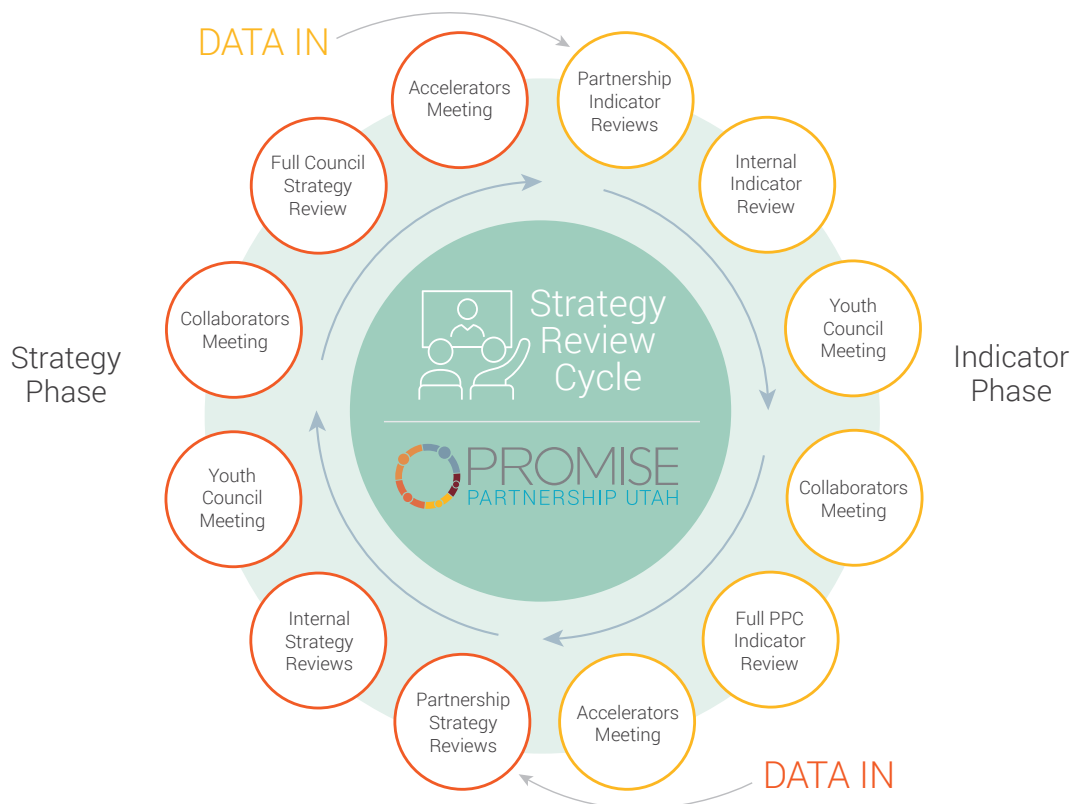 DATA IN
Accelerators
Meeting
Partnership
Indicator
Reviews
Internal
Indicator
Review
Youth
Council
Meeting
Indicator
Phase
Collaborators
Meeting
Full PPC
Indicator
Review
Accelerators
Meeting
DATA IN
Partnership
Strategy
Reviews
Internal
Strategy
Reviews
Youth
Council
Meeting
Strategy
Phase
Collaborators
Meeting
Full Council
Strategy
Review
Strategy
Review
Cycle
PROMISE
PARTNERSHIP UTAH